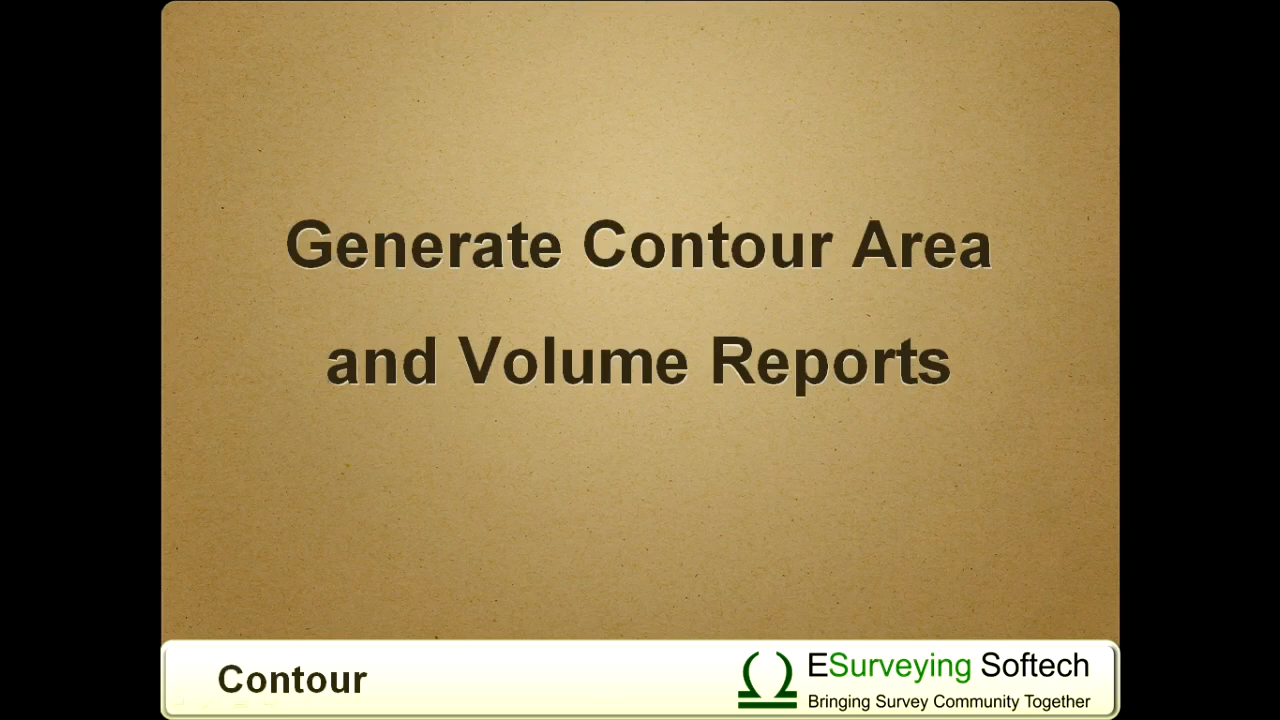 Generate Contour Area
and Volume Reports
Contour
ESurveying Softech
Bringing Survey Community Together